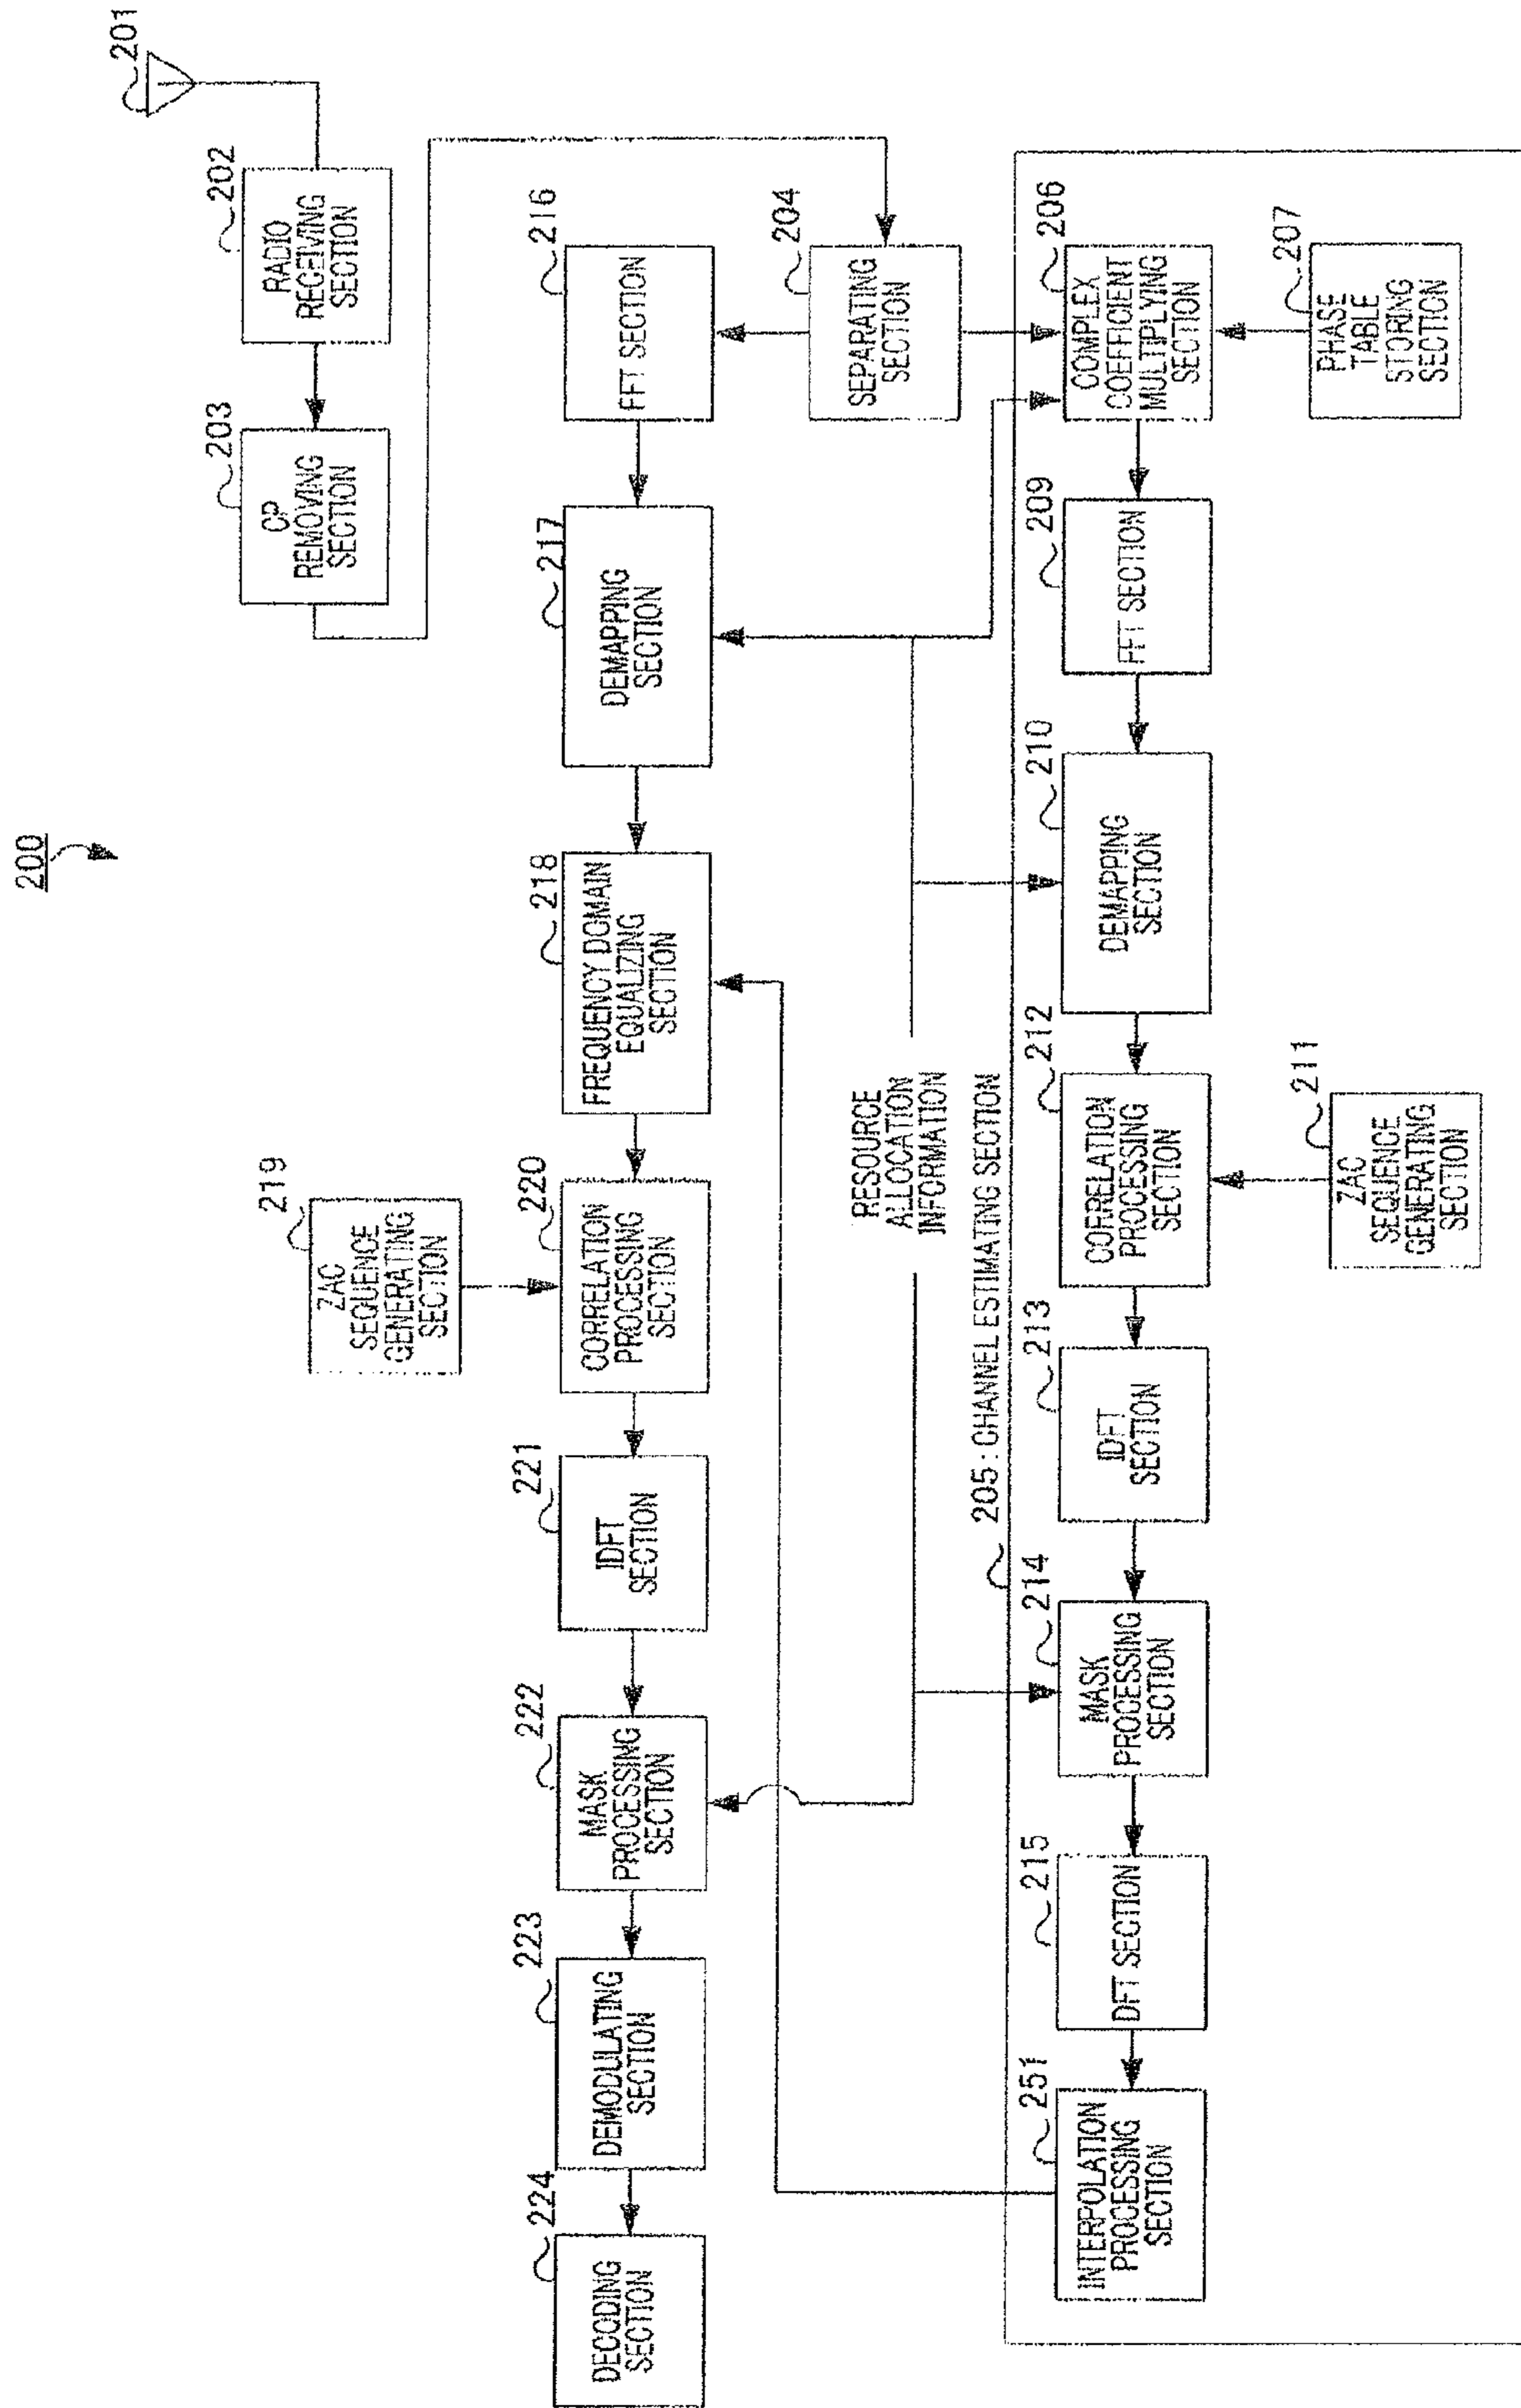 200
201
202
RADIO
RECEIVING
SECTION
203
CP
REMOVING
SECTION
204
SEPARATING
SECTION
216
FFT SECTION
217
DEMAPPING
SECTION
218
FREQUENCY DOMAIN
EQUALIZING
SECTION
219
ZAC
SEQUENCE
GENERATING
SECTION
220
CORRELATION
PROCESSING
SECTION
221
IDFT
SECTION
222
MASK
PROCESSING
SECTION
223
DEMODULATING
SECTION
224
DECODING
SECTION
RESOURCE
ALLOCATION
INFORMATION
205 : CHANNEL ESTIMATING SECTION
206
COMPLEX
COEFFICIENT
MULTIPLYING
SECTION
207
PHASE
TABLE
STORING
SECTION
209
FFT SECTION
210
DEMAPPING
SECTION
211
ZAC
SEQUENCE
GENERATING
SECTION
212
CORRELATION
PROCESSING
SECTION
213
IDFT
SECTION
214
MASK
PROCESSING
SECTION
215
DFT SECTION
251
INTERPOLATION
PROCESSING
SECTION